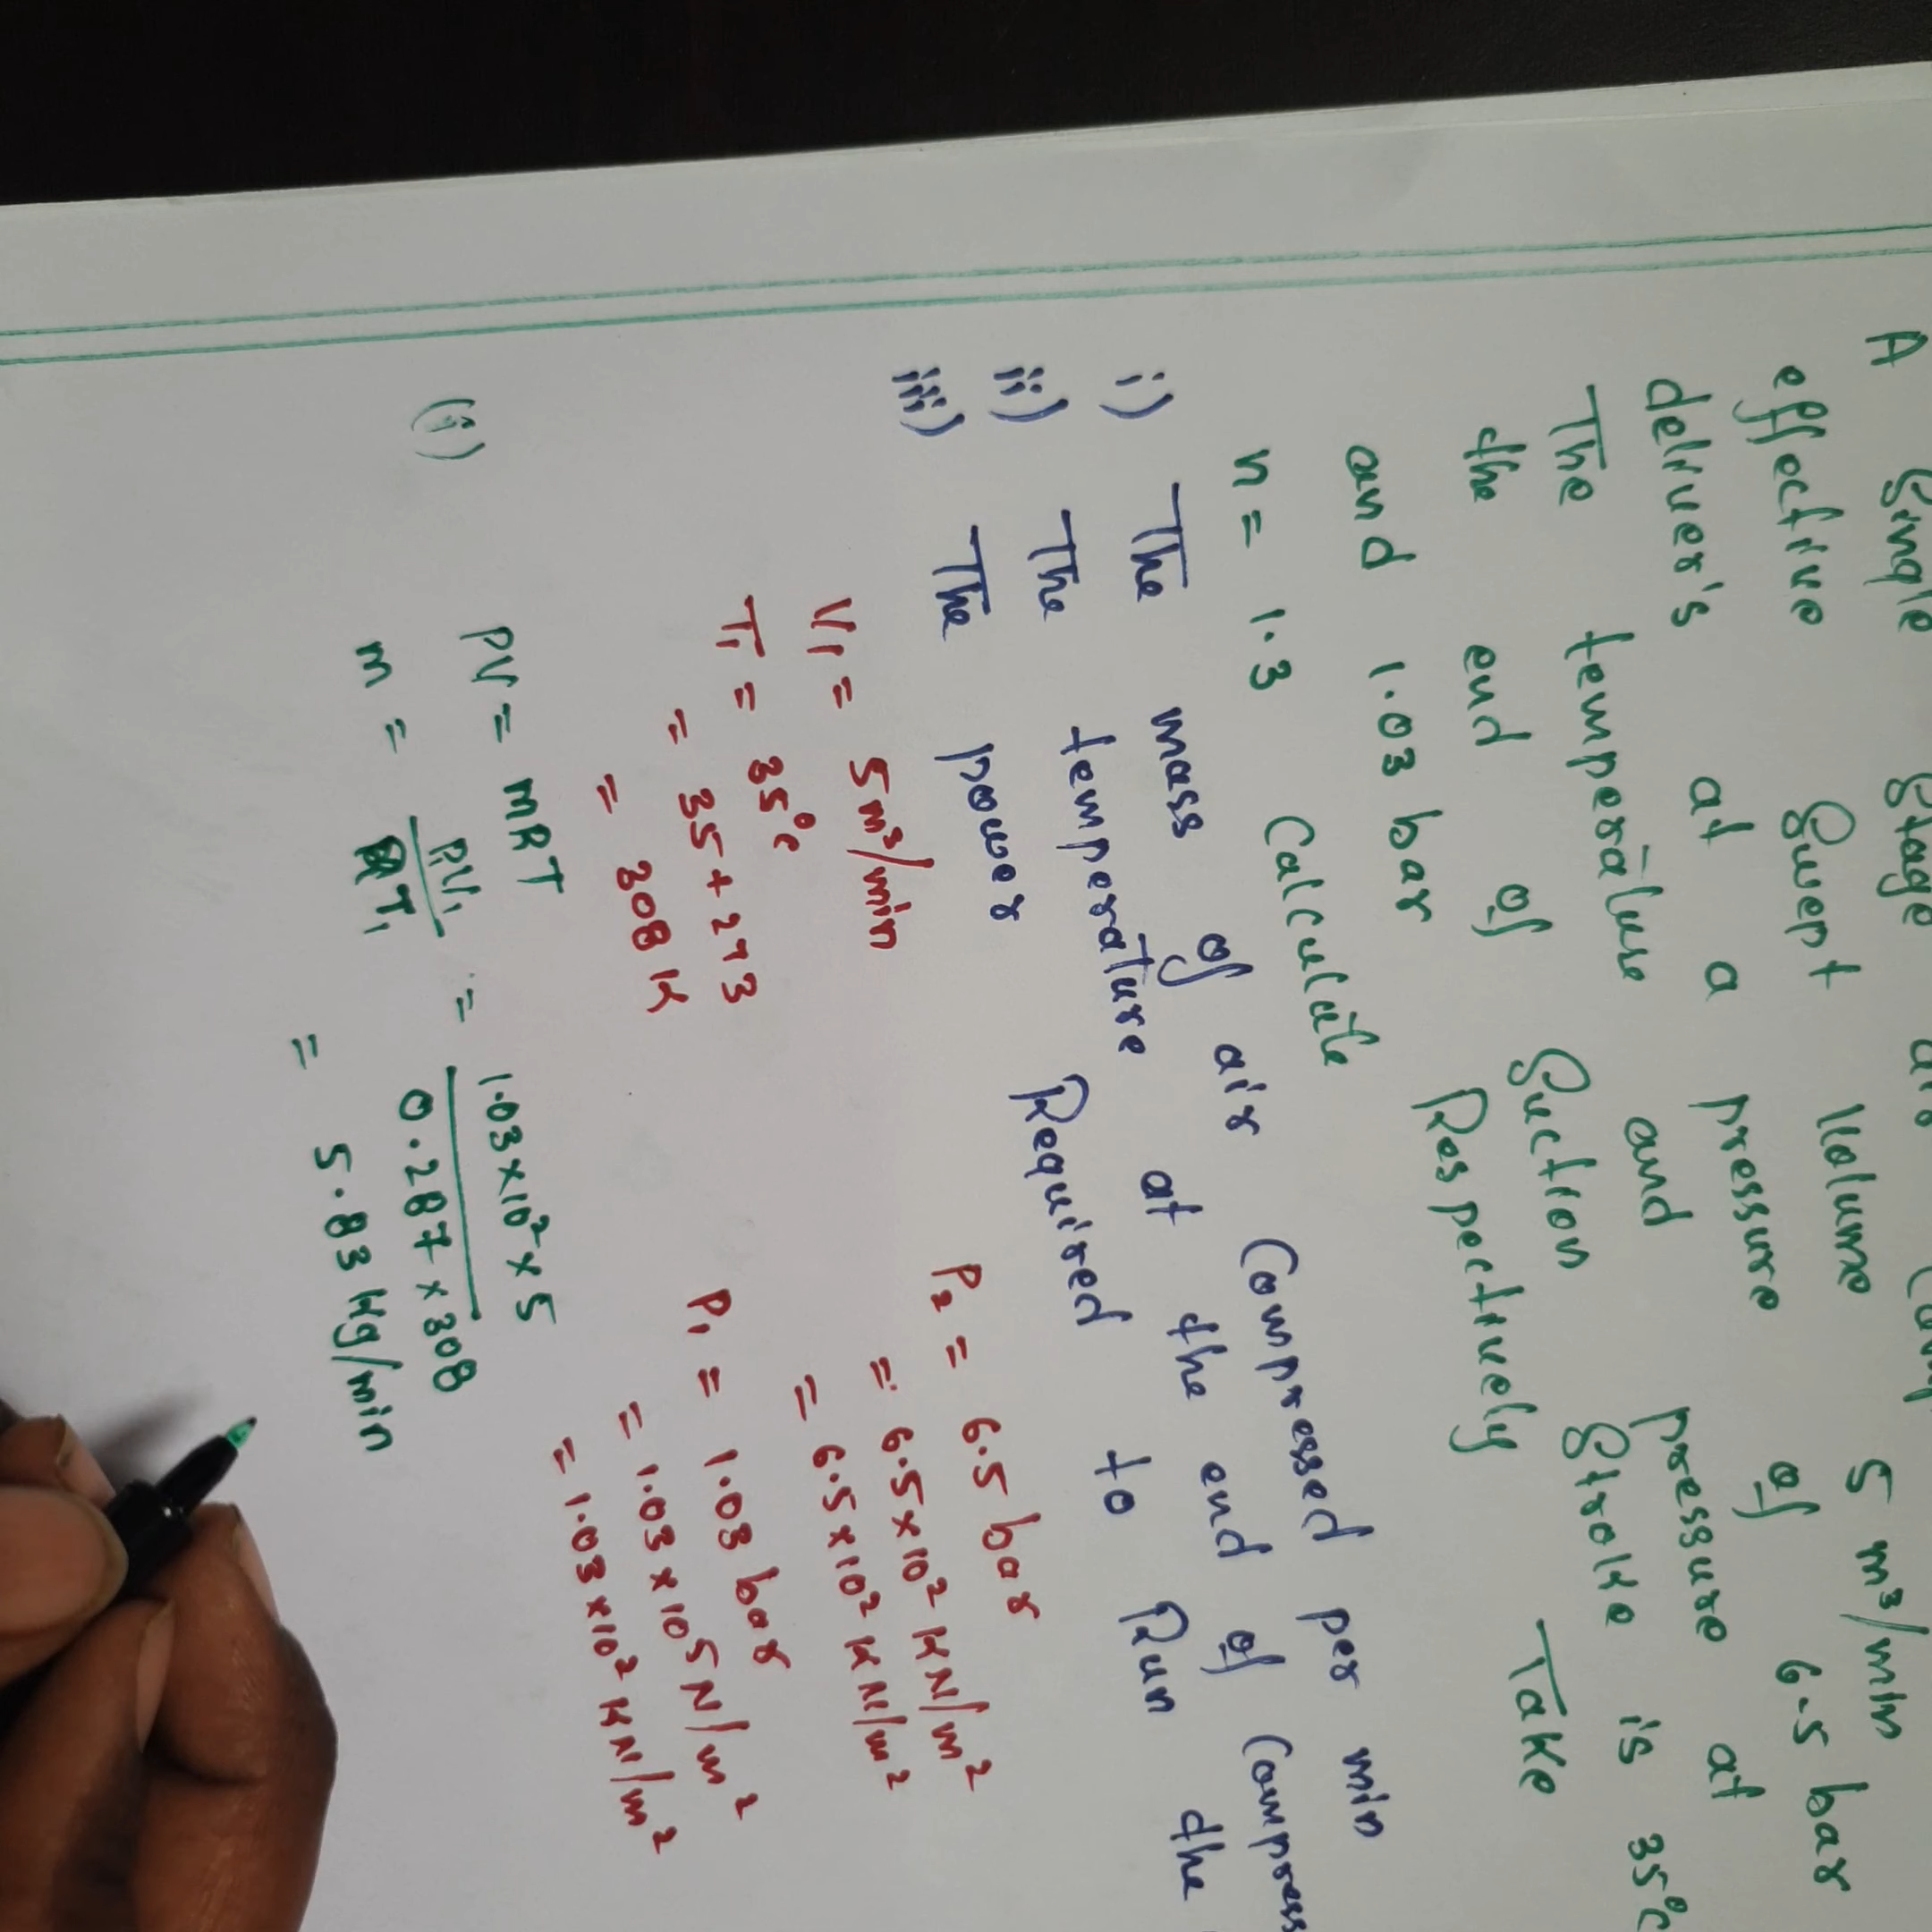 A Single Stage air
effective Swept Volume 5 m³/min
deliver's at a pressure of 6.5 bar
The temperature and pressure at
the end of Suction Stroke is 35°C
and 1.03 bar Respectively Take
n = 1.3 Calculate
i) The mass of air Compressed per min
ii) The temperature at the end of Compress
iii) The power Required to Run the
P₂ = 6.5 bar
V₁ = 5 m³/min = 6.5 × 10² KN/m²
T₁ = 35°c = 6.5 × 10² KN/m²
= 35 + 273 P₁ = 1.03 bar
= 308 K = 1.03 × 10⁵ N/m²
= 1.03 × 10² KN/m²
(i) PV = mRT
m = P₁V₁ / RT₁ = 1.03 × 10² × 5 / 0.287 × 308
= 5.83 Kg/min